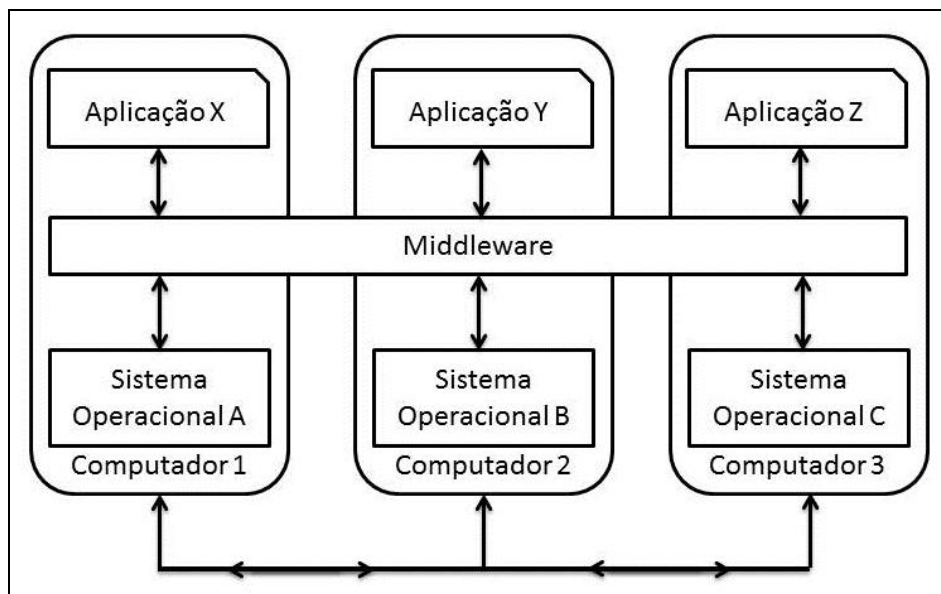 Aplicação X
Aplicação Y
Aplicação Z
Middleware
Sistema
Operacional A
Sistema
Operacional B
Sistema
Operacional C
Computador 1
Computador 2
Computador 3